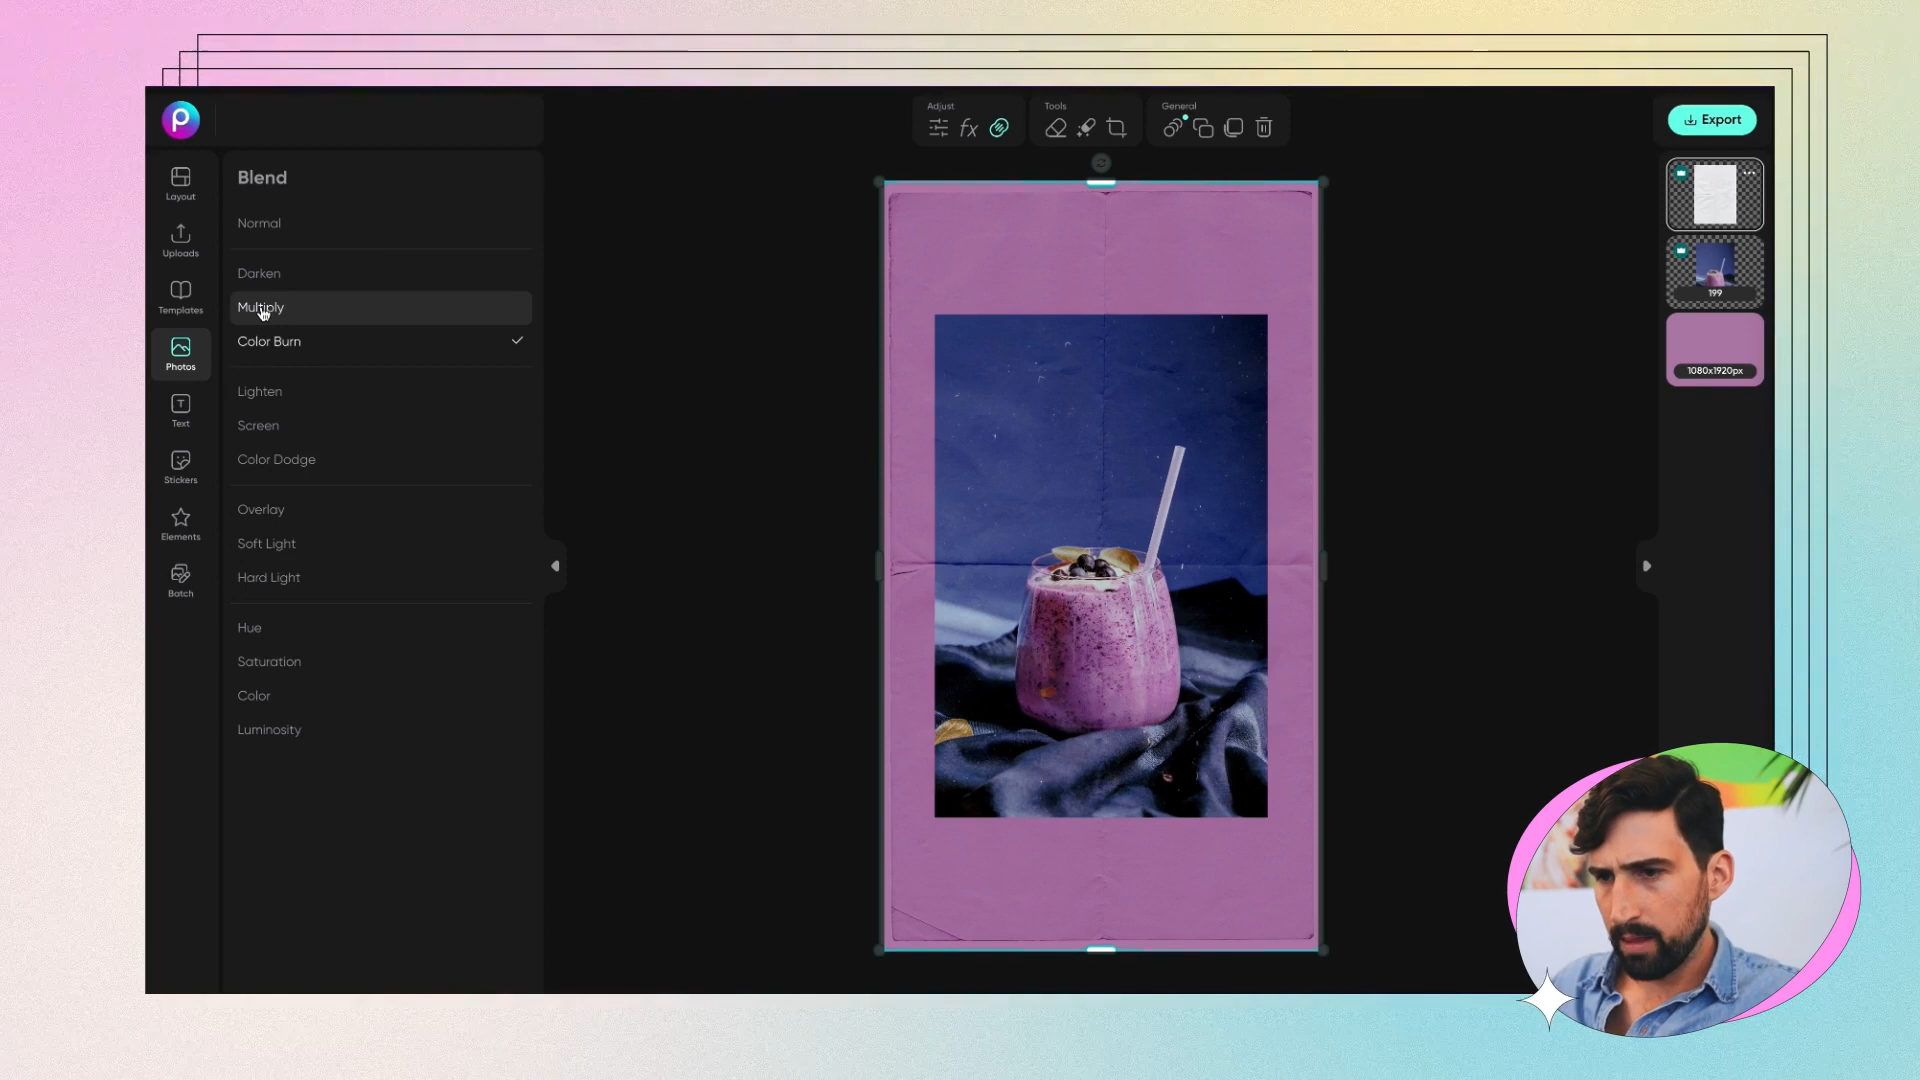 Adjust
Tools
General
Export
Layout
Uploads
Templates
Photos
Text
Stickers
Elements
Batch
Blend
Normal
Darken
Multiply
Color Burn
Lighten
Screen
Color Dodge
Overlay
Soft Light
Hard Light
Hue
Saturation
Color
Luminosity
199
1080x1920px